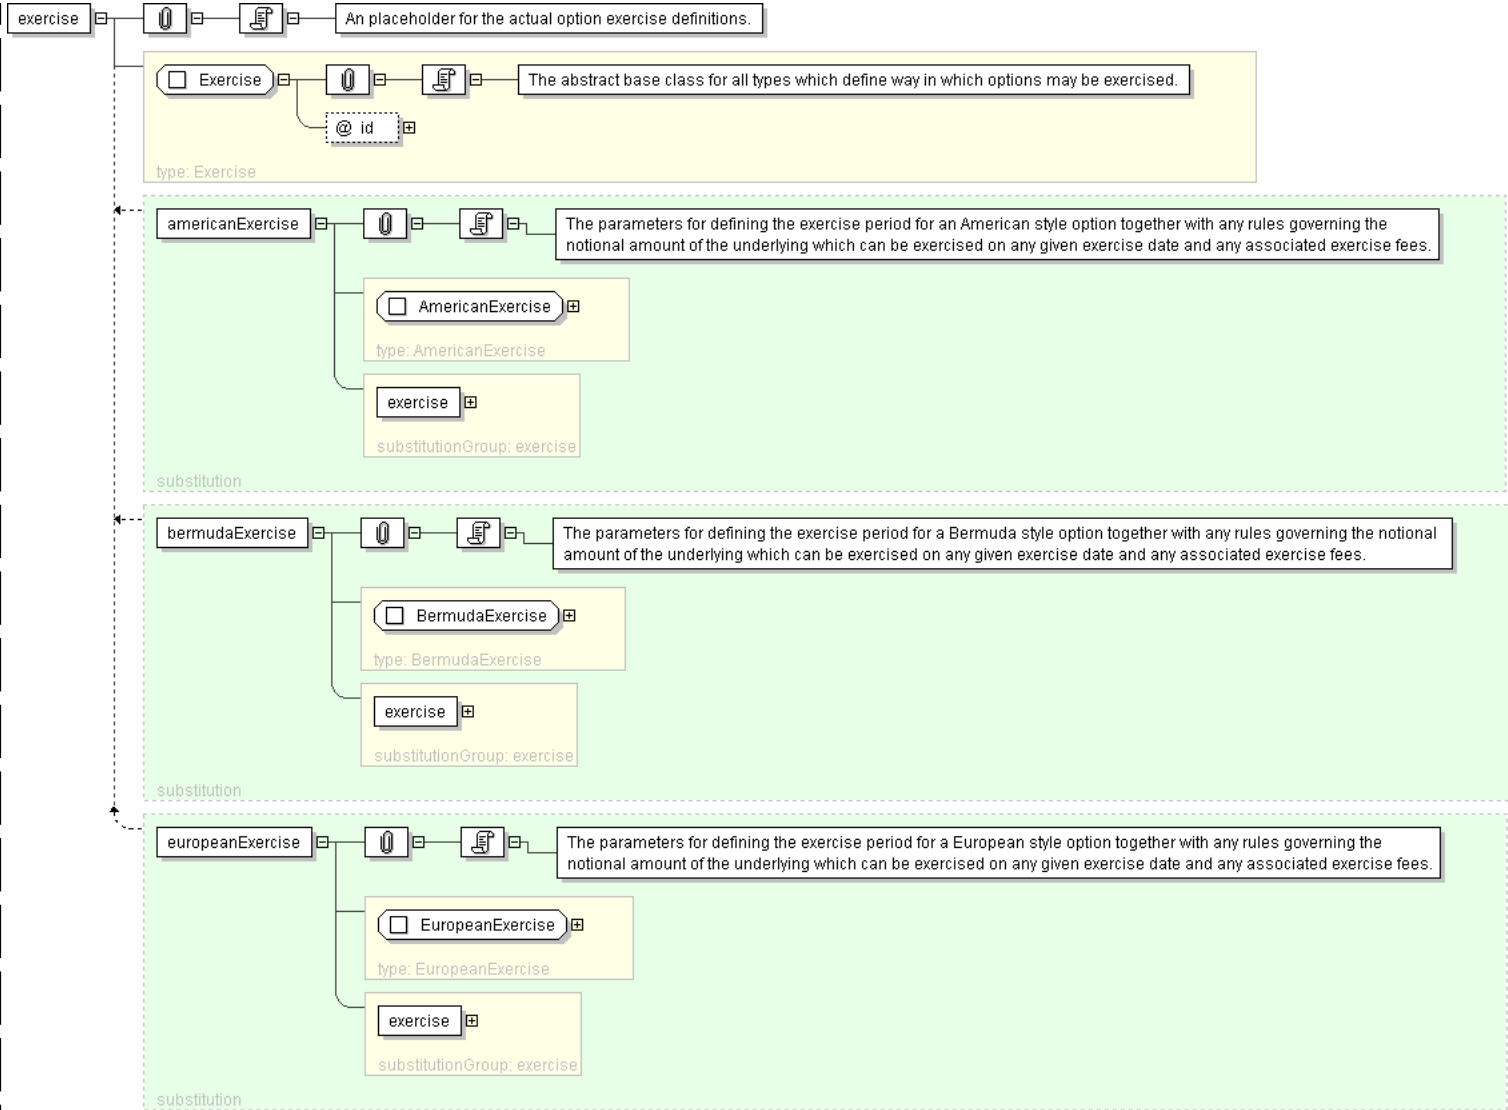 exercise
An placeholder for the actual option exercise definitions.
Exercise
The abstract base class for all types which define way in which options may be exercised.
@ id
type: Exercise
americanExercise
The parameters for defining the exercise period for an American style option together with any rules governing the
notional amount of the underlying which can be exercised on any given exercise date and any associated exercise fees.
AmericanExercise
type: AmericanExercise
exercise
substitutionGroup: exercise
substitution
bermudaExercise
The parameters for defining the exercise period for a Bermuda style option together with any rules governing the notional
amount of the underlying which can be exercised on any given exercise date and any associated exercise fees.
BermudaExercise
type: BermudaExercise
exercise
substitutionGroup: exercise
substitution
europeanExercise
The parameters for defining the exercise period for a European style option together with any rules governing the
notional amount of the underlying which can be exercised on any given exercise date and any associated exercise fees.
EuropeanExercise
type: EuropeanExercise
exercise
substitutionGroup: exercise
substitution